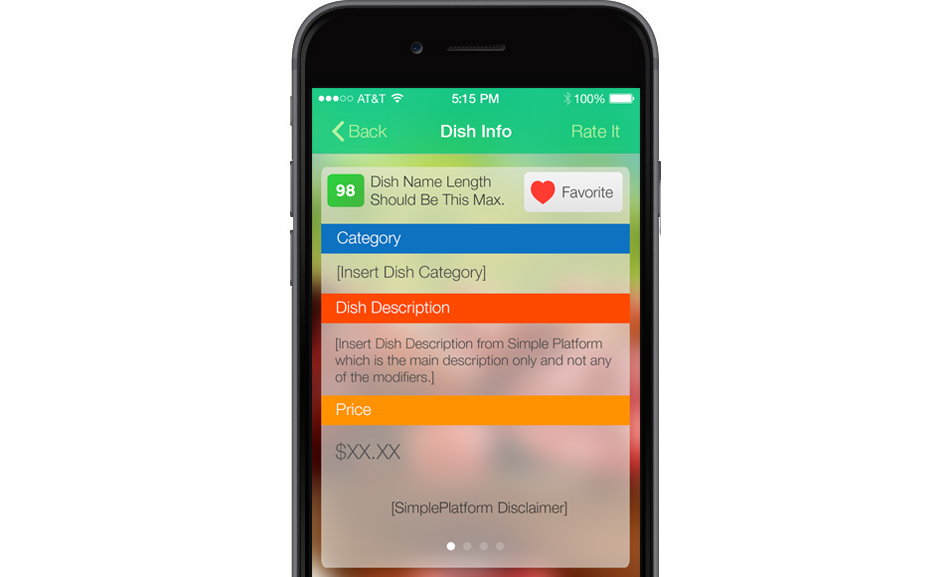 AT&T 5:15 PM 100%
Back Dish Info Rate It
98 Dish Name Length
Should Be This Max.
Favorite
Category
[Insert Dish Category]
Dish Description
[Insert Dish Description from Simple Platform
which is the main description only and not any
of the modifiers.]
Price
$XX.XX
[SimplePlatform Disclaimer]